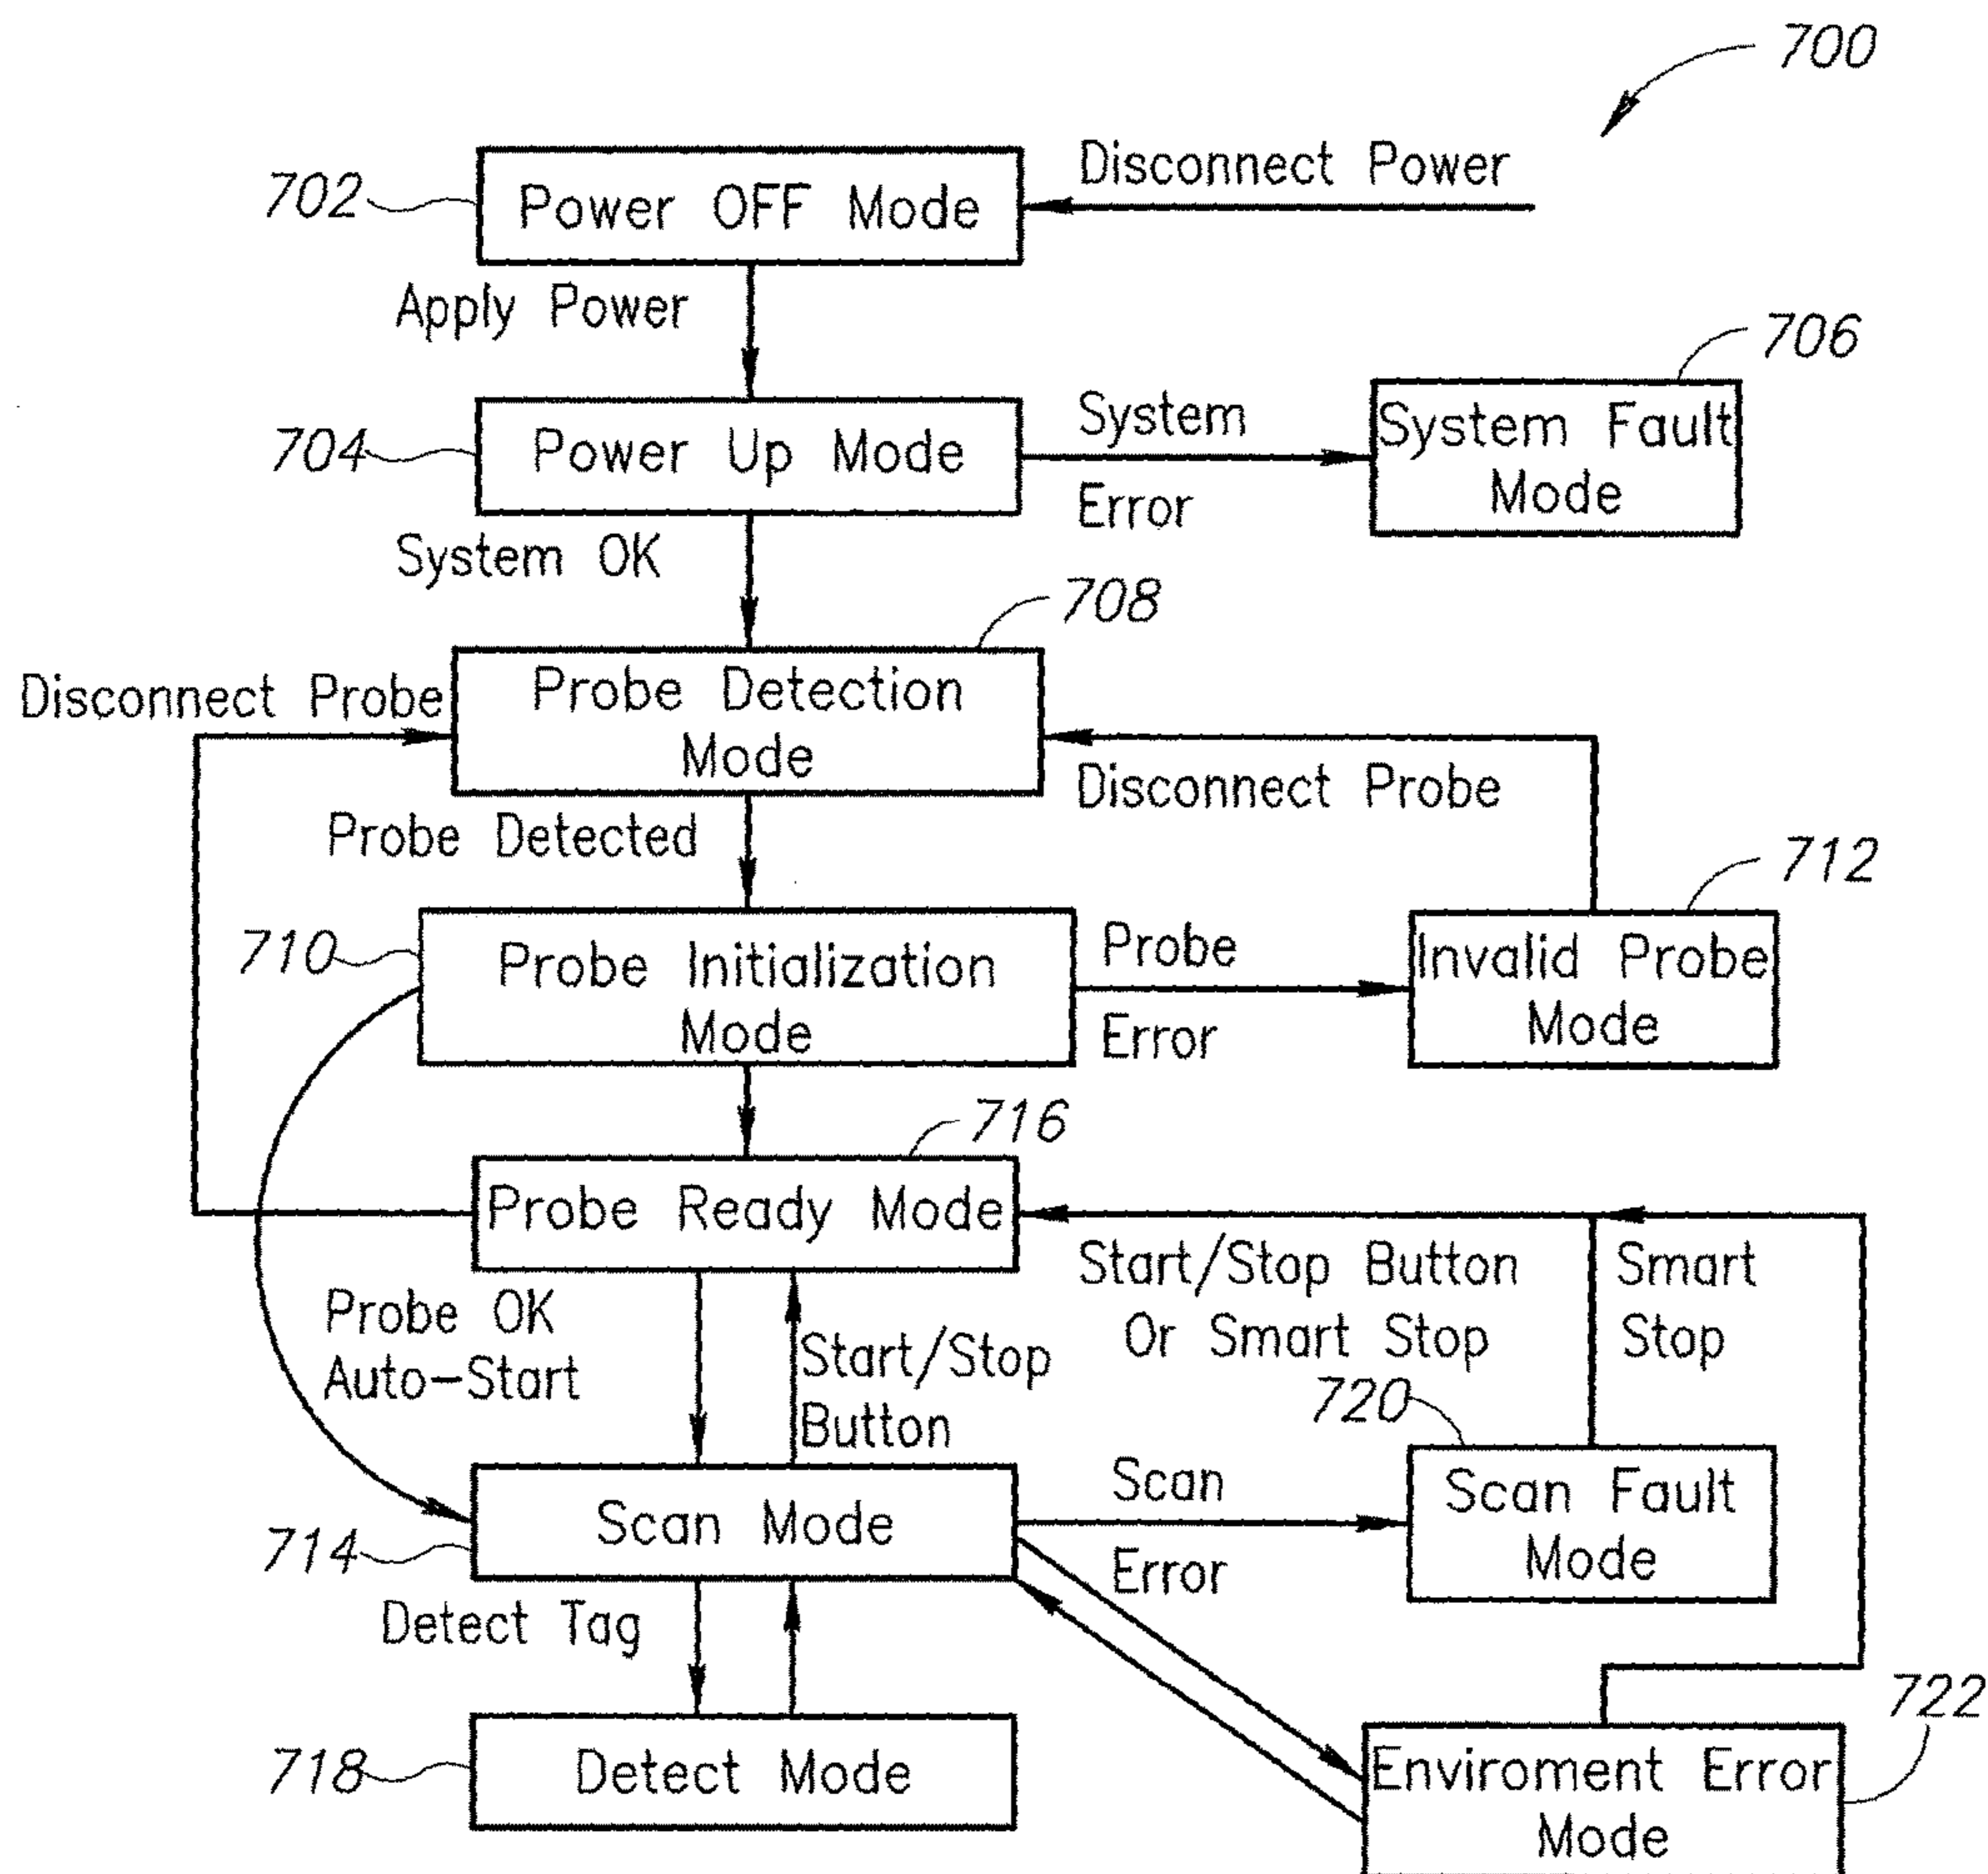 700
Disconnect Power
702
Power OFF Mode
Apply Power
706
System
System Fault
Mode
704
Power Up Mode
Error
System OK
708
Disconnect Probe
Probe Detection
Mode
Disconnect Probe
Probe Detected
712
710
Probe Initialization
Mode
Probe
Error
Invalid Probe
Mode
716
Probe Ready Mode
Start/Stop Button
Or Smart Stop
Smart
Stop
Probe OK
Auto-Start
Start/Stop
Button
720
Scan
Error
Scan Fault
Mode
Scan Mode
714
Detect Tag
722
718
Detect Mode
Enviroment Error
Mode